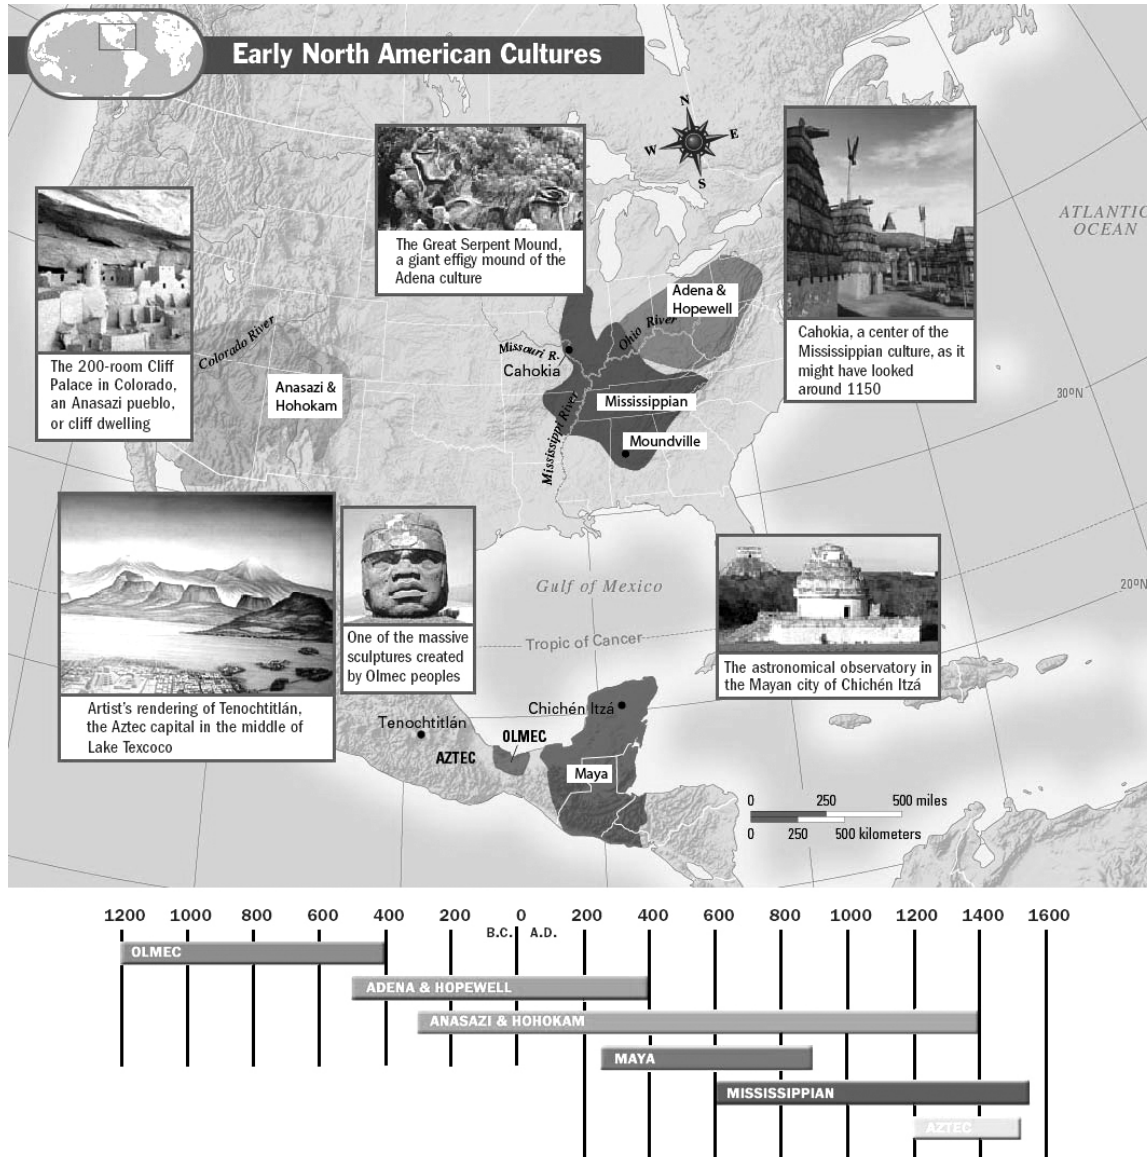 Early North American Cultures
N
E
W
S
ATLANTIC
OCEAN
The Great Serpent Mound,
a giant effigy mound of the
Adena culture
Adena &
Hopewell
Colorado River
Missouri R.
Ohio River
Cahokia
Cahokia, a center of the
Mississippian culture, as it
might have looked
around 1150
The 200-room Cliff
Palace in Colorado,
an Anasazi pueblo,
or cliff dwelling
Anasazi &
Hohokam
Mississippian
30°N
Mississippi River
Moundville
Gulf of Mexico
20°N
Tropic of Cancer
One of the massive
sculptures created
by Olmec peoples
The astronomical observatory in
the Mayan city of Chichén Itzá
Artist's rendering of Tenochtitlán,
the Aztec capital in the middle of
Lake Texcoco
Chichén Itzá
Tenochtitlán
OLMEC
AZTEC
Maya
0 250 500 miles
0 250 500 kilometers
1200 1000 800 600 400 200 0 200 400 600 800 1000 1200 1400 1600
B.C. A.D.
OLMEC
ADENA & HOPEWELL
ANASAZI & HOHOKAM
MAYA
MISSISSIPPIAN
AZTEC